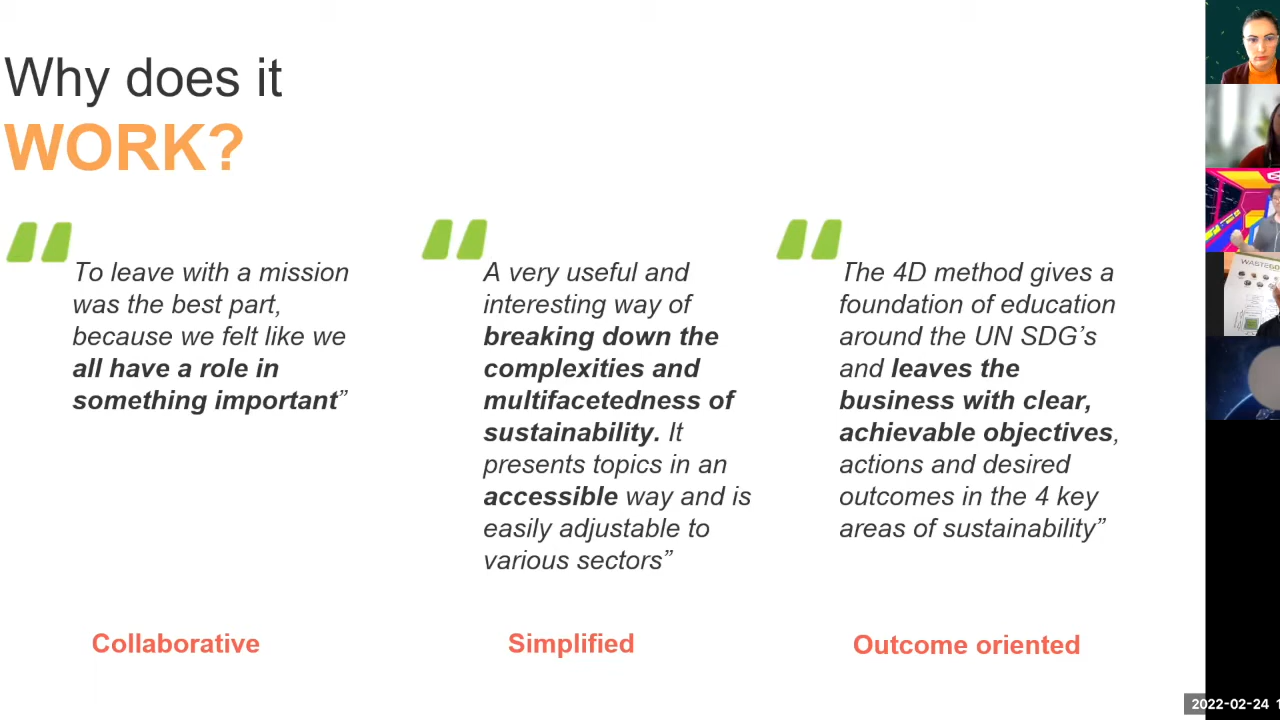 Why does it
WORK?
To leave with a mission
was the best part,
because we felt like we
all have a role in
something important”
A very useful and
interesting way of
breaking down the
complexities and
multifacetedness of
sustainability. It
presents topics in an
accessible way and is
easily adjustable to
various sectors”
The 4D method gives a
foundation of education
around the UN SDG’s
and leaves the
business with clear,
achievable objectives,
actions and desired
outcomes in the 4 key
areas of sustainability”
Collaborative
Simplified
Outcome oriented
2022-02-24